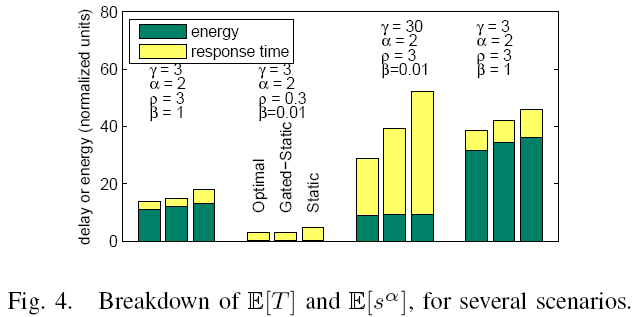 80
60
40
20
0
delay or energy (normalized units)
energy
response time
γ = 3
α = 2
ρ = 3
β = 1
γ = 3
α = 2
ρ = 0.3
β=0.01
Optimal
Gated−Static
Static
γ = 30
α = 2
ρ = 3
β=0.01
γ = 3
α = 2
ρ = 3
β = 1
Fig. 4. Breakdown of 𝔼[T] and 𝔼[s^α], for several scenarios.